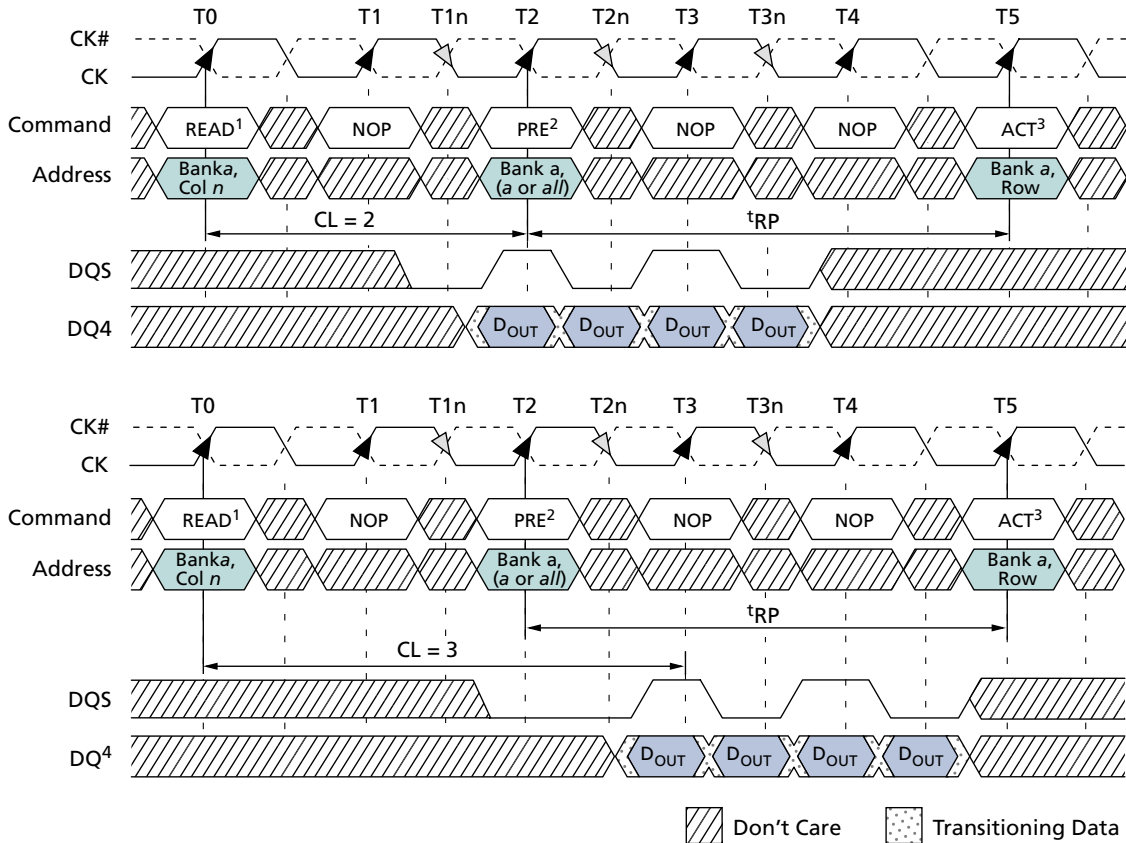 T0 T1 T1n T2 T2n T3 T3n T4 T5
CK#
CK
Command READ¹ NOP PRE² NOP NOP ACT³
Address Banka, Col n Bank a, (a or all) Bank a, Row
CL = 2 ᵗRP
DQS
DQ4 DOUT DOUT DOUT DOUT
T0 T1 T1n T2 T2n T3 T3n T4 T5
CK#
CK
Command READ¹ NOP PRE² NOP NOP ACT³
Address Banka, Col n Bank a, (a or all) Bank a, Row
ᵗRP
CL = 3
DQS
DQ⁴ DOUT DOUT DOUT DOUT
Don't Care Transitioning Data